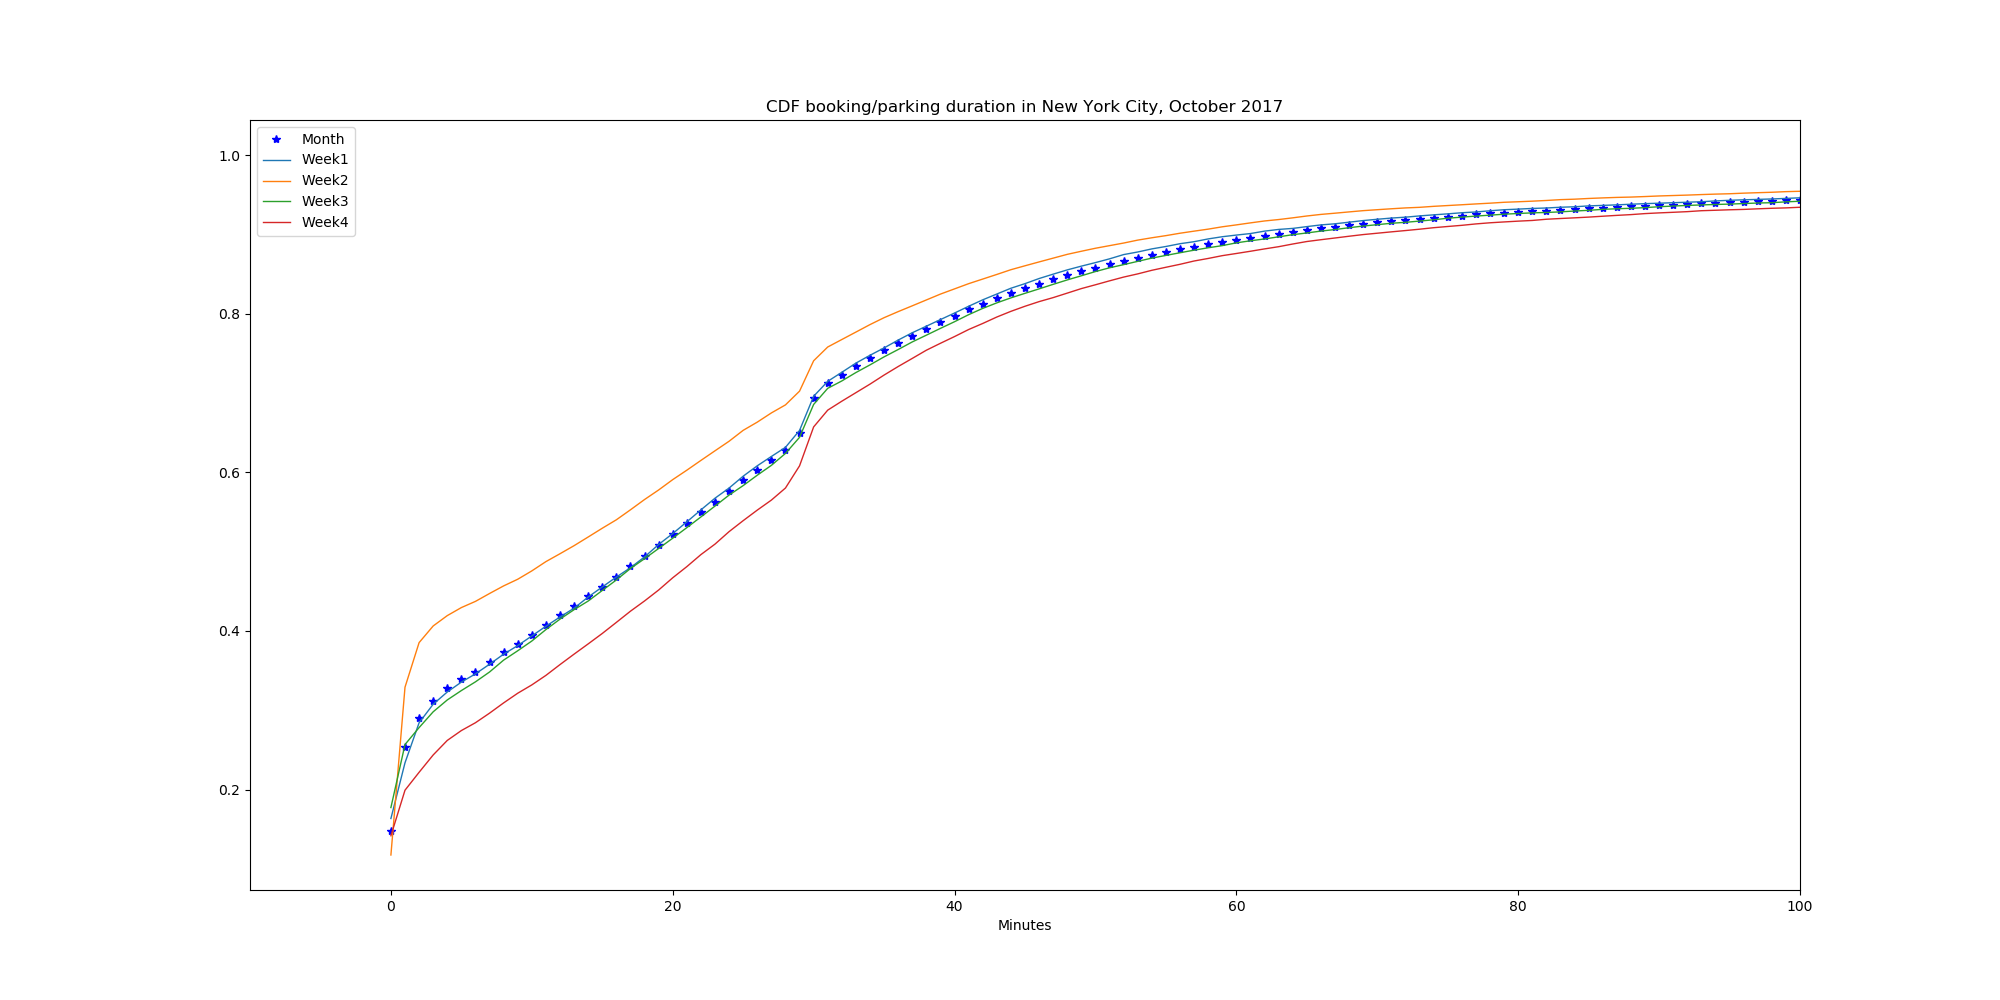 CDF booking/parking duration in New York City, October 2017
Month
Week1
Week2
Week3
Week4
1.0
0.8
0.6
0.4
0.2
0 20 40 60 80 100
Minutes